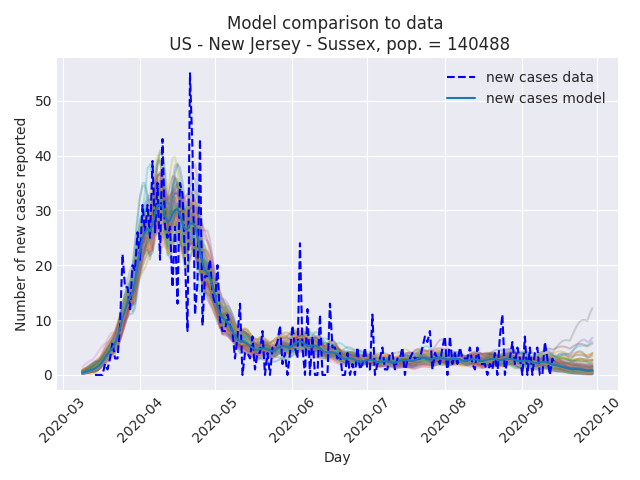 Model comparison to data
US - New Jersey - Sussex, pop. = 140488
new cases data
new cases model
Number of new cases reported
50
40
30
20
10
0
2020-03
2020-04
2020-05
2020-06
2020-07
2020-08
2020-09
2020-10
Day